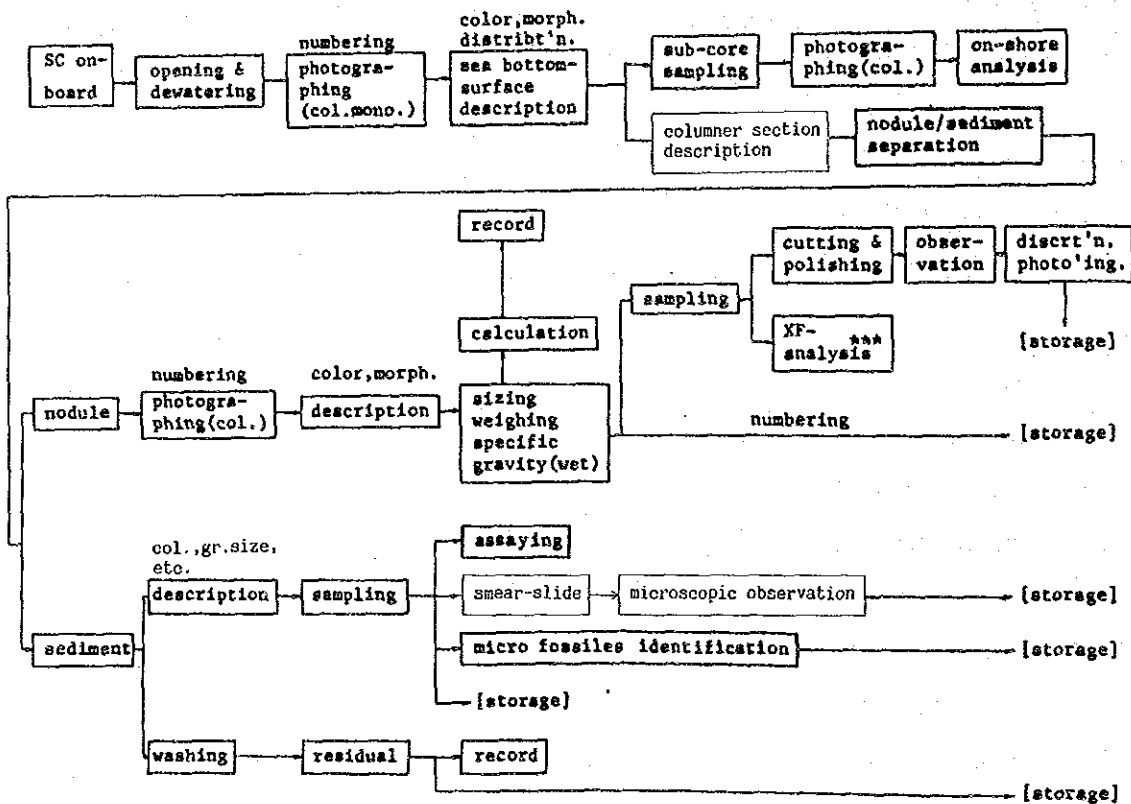 SC on-
board
opening &
dewatering
numbering
photogra-
phing
(col.mono.)
color,morph.
distribt'n.
sea bottom-
surface
description
sub-core
sampling
photogra-
phing(col.)
on-shore
analysis
columner section
description
nodule/sediment
separation
record
calculation
sampling
cutting &
polishing
obser-
vation
discrt'n.
photo'ing.
XF-
analysis ***
[storage]
nodule
numbering
photogra-
phing(col.)
color,morph.
description
sizing
weighing
specific
gravity(wet)
numbering
[storage]
sediment
col.,gr.size,
etc.
description
sampling
assaying
smear-slide
microscopic observation
[storage]
micro fossiles identification
[storage]
[storage]
washing
residual
record
[storage]